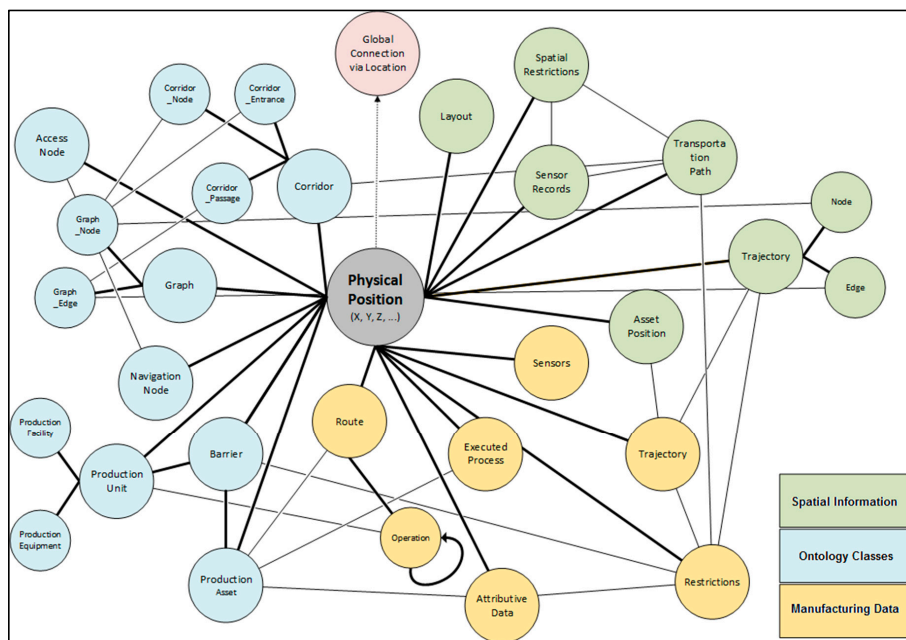 Global
Connection
via Location
Spatial
Restrictions
Corridor
_Node
Corridor
_Entrance
Layout
Access
Node
Transporta
tion
Path
Corridor
_Passage
Corridor
Sensor
Records
Node
Graph
_Node
Trajectory
Physical
Position
(X, Y, Z, ...)
Graph
_Edge
Graph
Edge
Asset
Position
Navigation
Node
Sensors
Route
Production
Facility
Barrier
Executed
Process
Trajectory
Production
Unit
Spatial Information
Production
Equipment
Operation
Ontology Classes
Production
Asset
Restrictions
Attributive
Data
Manufacturing Data